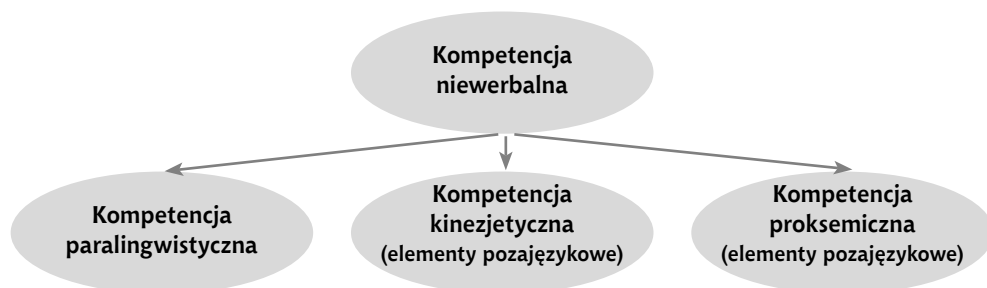 Kompetencja
niewerbalna
Kompetencja
paralingwistyczna
Kompetencja
kinezjetyczna
(elementy pozajęzykowe)
Kompetencja
proksemiczna
(elementy pozajęzykowe)